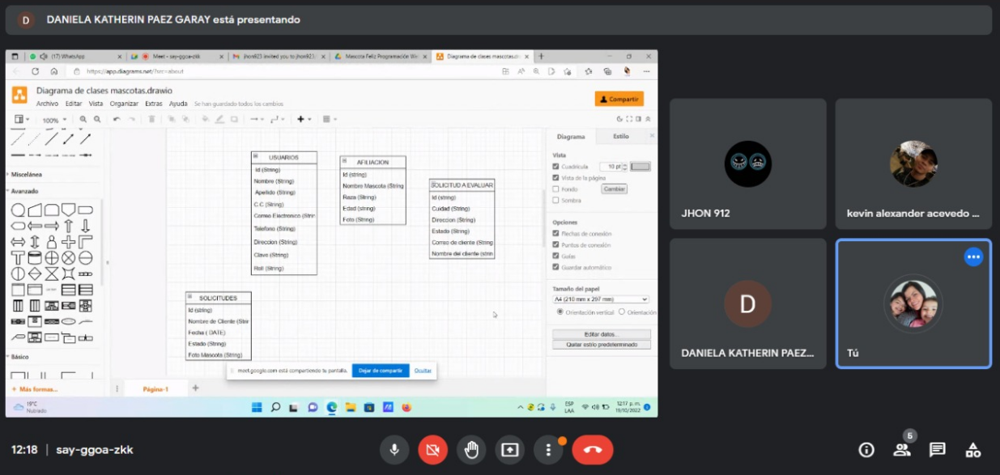 D DANIELA KATHERIN PAEZ GARAY está presentando
(17) WhatsApp
Meet - say-ggoa-zkk
jhon923 invited you to jhon923
Mascota Feliz Programación We
Diagrama de clases mascotas.dr
https://app.diagrams.net/?src=about
Diagrama de clases mascotas.drawio
Archivo Editar Vista Organizar Extras Ayuda Se han guardado todos los cambios
Compartir
100%
Miscelánea
Avanzado
Básico
+ Más formas...
USUARIOS
Id (String)
Nombre (String)
Apelido (String)
C.C (String)
Correo Electronico (Strin
Telefono (String)
Direccion (String)
Clave (String)
Roll (String)
AFILIACION
Id (string)
Nombre Mascota (String
Raza (String)
Edad (string)
Foto (String)
SOLICITUD A EVALUAR
Id (string)
Cuidad (String)
Direccion (String)
Estado (String)
Correo de cliente (String
Nombre del cliente (strin
SOLICITUDES
Id (string)
Nombre de Cliente (Strir
Fecha ( DATE)
Estado (String)
Foto Mascota (String)
Diagrama Estilo
Vista
Cuadrícula 10 pt
Vista de la página
Fondo Cambiar
Sombra
Opciones
Flechas de conexión
Puntos de conexión
Guías
Guardar automático
Tamaño del papel
A4 (210 mm x 297 mm)
Orientación vertical Orientación
Editar datos...
Quitar estilo predeterminado
meet.google.com está compartiendo tu pantalla. Dejar de compartir Ocultar
Página-1
19°C
Nublado
ESP
LAA
12:17 p. m.
19/10/2022
JHON 912
kevin alexander acevedo ...
D
DANIELA KATHERIN PAEZ...
Tú
12:18 | say-ggoa-zkk
5